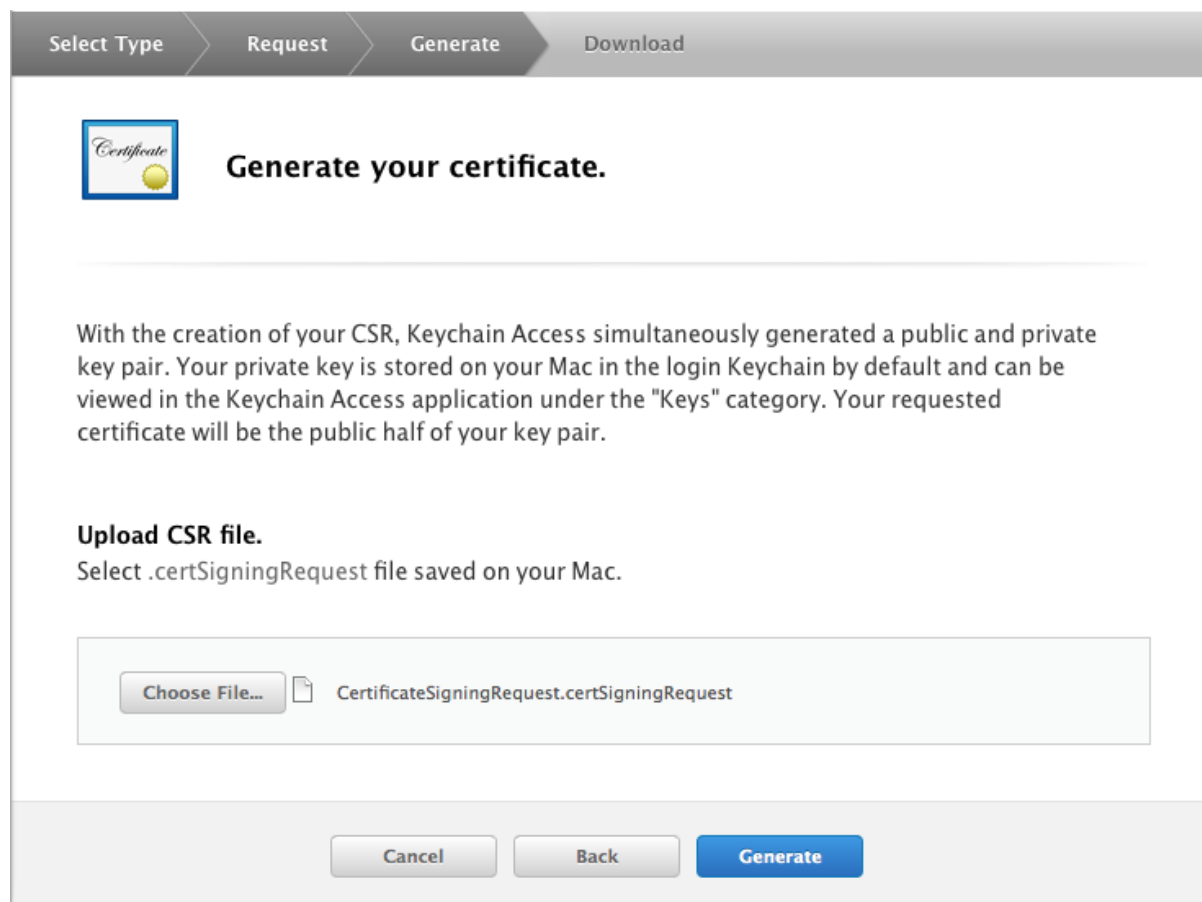 Select Type Request Generate Download
Certificate
Generate your certificate.
With the creation of your CSR, Keychain Access simultaneously generated a public and private
key pair. Your private key is stored on your Mac in the login Keychain by default and can be
viewed in the Keychain Access application under the "Keys" category. Your requested
certificate will be the public half of your key pair.
Upload CSR file.
Select .certSigningRequest file saved on your Mac.
Choose File... CertificateSigningRequest.certSigningRequest
Cancel Back Generate